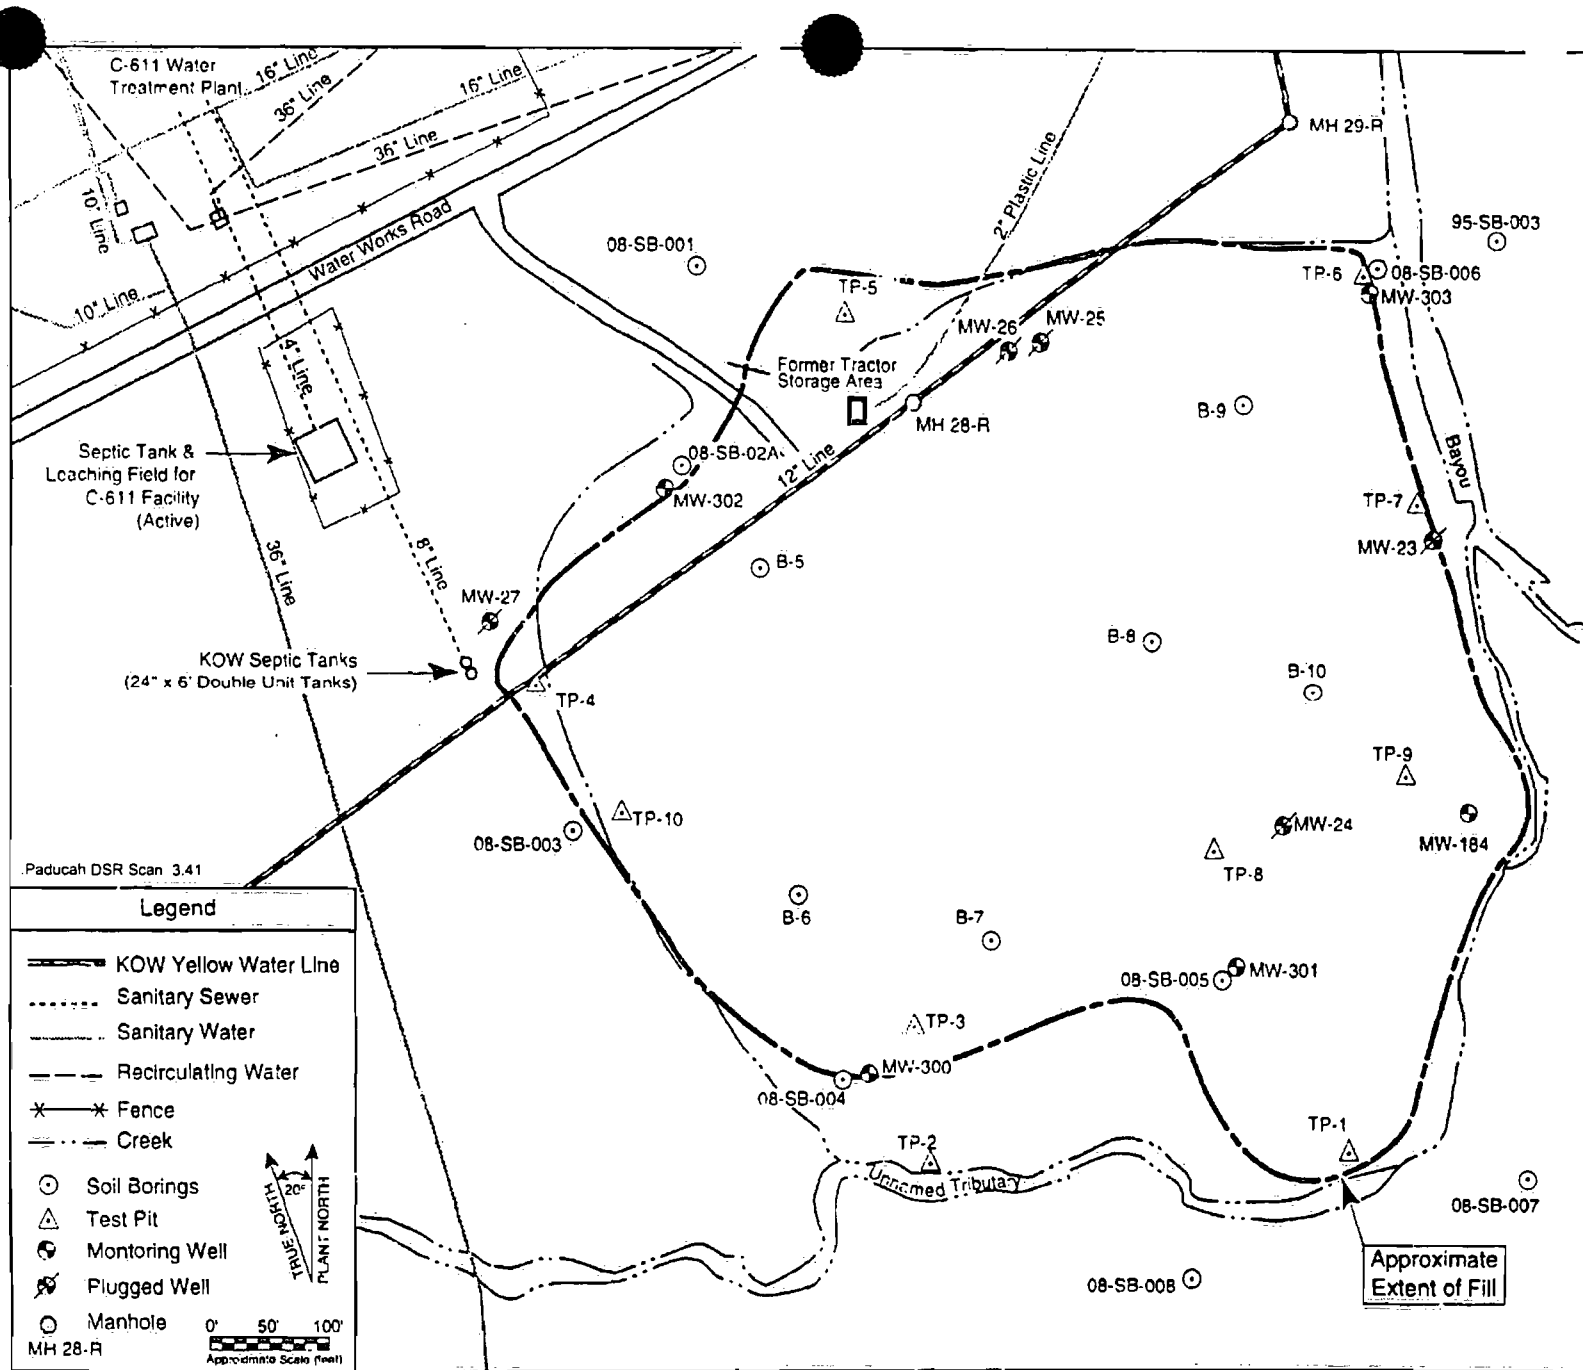 C-611 Water
Treatment Plant
16" Line
36" Line
16" Line
36" Line
10" Line
Water Works Road
10" Line
4" Line
Septic Tank &
Leaching Field for
C-611 Facility
(Active)
36" Line
8" Line
MW-27
KOW Septic Tanks
(24" x 6' Double Unit Tanks)
08-SB-001
TP-5
2" Plastic Line
MH 29-R
95-SB-003
TP-6
08-SB-006
MW-303
MW-26
MW-25
Former Tractor
Storage Area
MH 28-R
B-9
08-SB-02A
MW-302
12" Line
Bayou
TP-7
MW-23
B-5
B-8
B-10
TP-4
TP-9
TP-10
08-SB-003
MW-24
MW-184
TP-8
B-6
B-7
08-SB-005
MW-301
TP-3
MW-300
08-SB-004
TP-2
TP-1
Unnamed Tributary
08-SB-007
08-SB-008
Approximate
Extent of Fill
.Paducah DSR Scan 3.41
Legend
KOW Yellow Water Line
Sanitary Sewer
Sanitary Water
Recirculating Water
Fence
Creek
Soil Borings
Test Pit
Montoring Well
Plugged Well
Manhole
MH 28-R
20°
TRUE NORTH
PLANT NORTH
0' 50' 100'
Approximate Scale (feet)